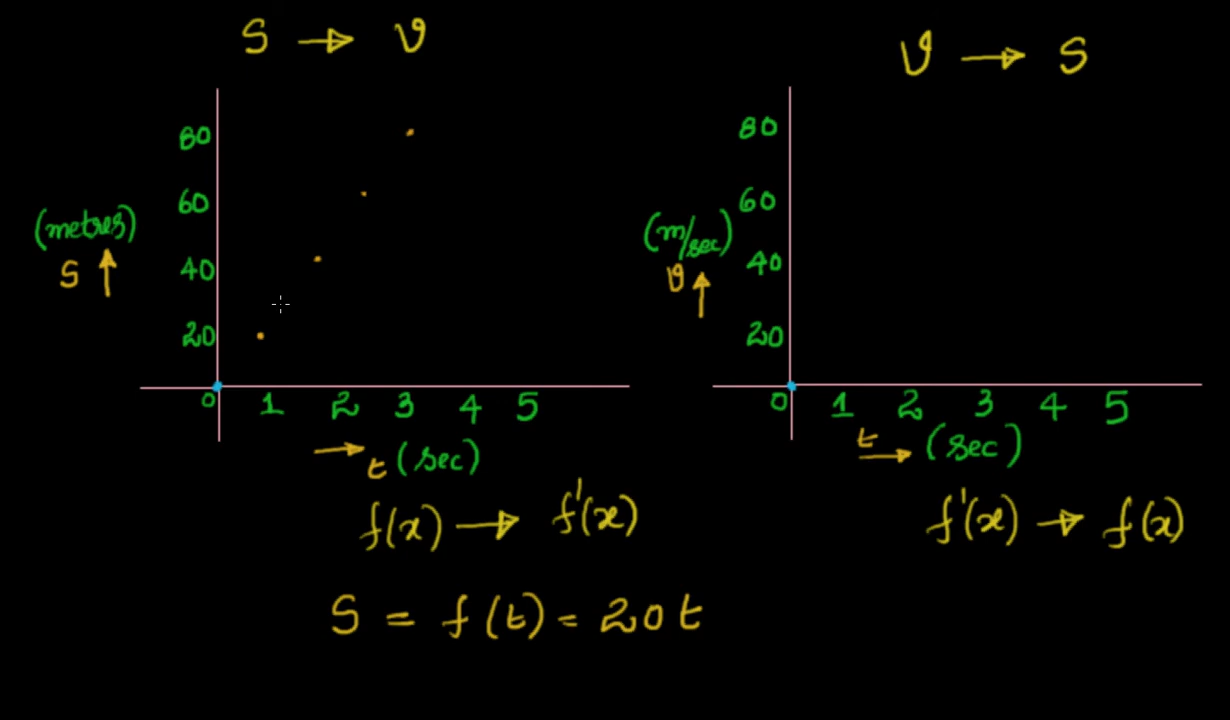 S → v
80
60
(metres)
S ↑
40
20
0 1 2 3 4 5
→ t (sec)
f(x) → f'(x)
v → S
80
60
(m/sec)
v ↑
40
20
0 1 2 3 4 5
t → (sec)
f'(x) → f(x)
S = f(t) = 20t